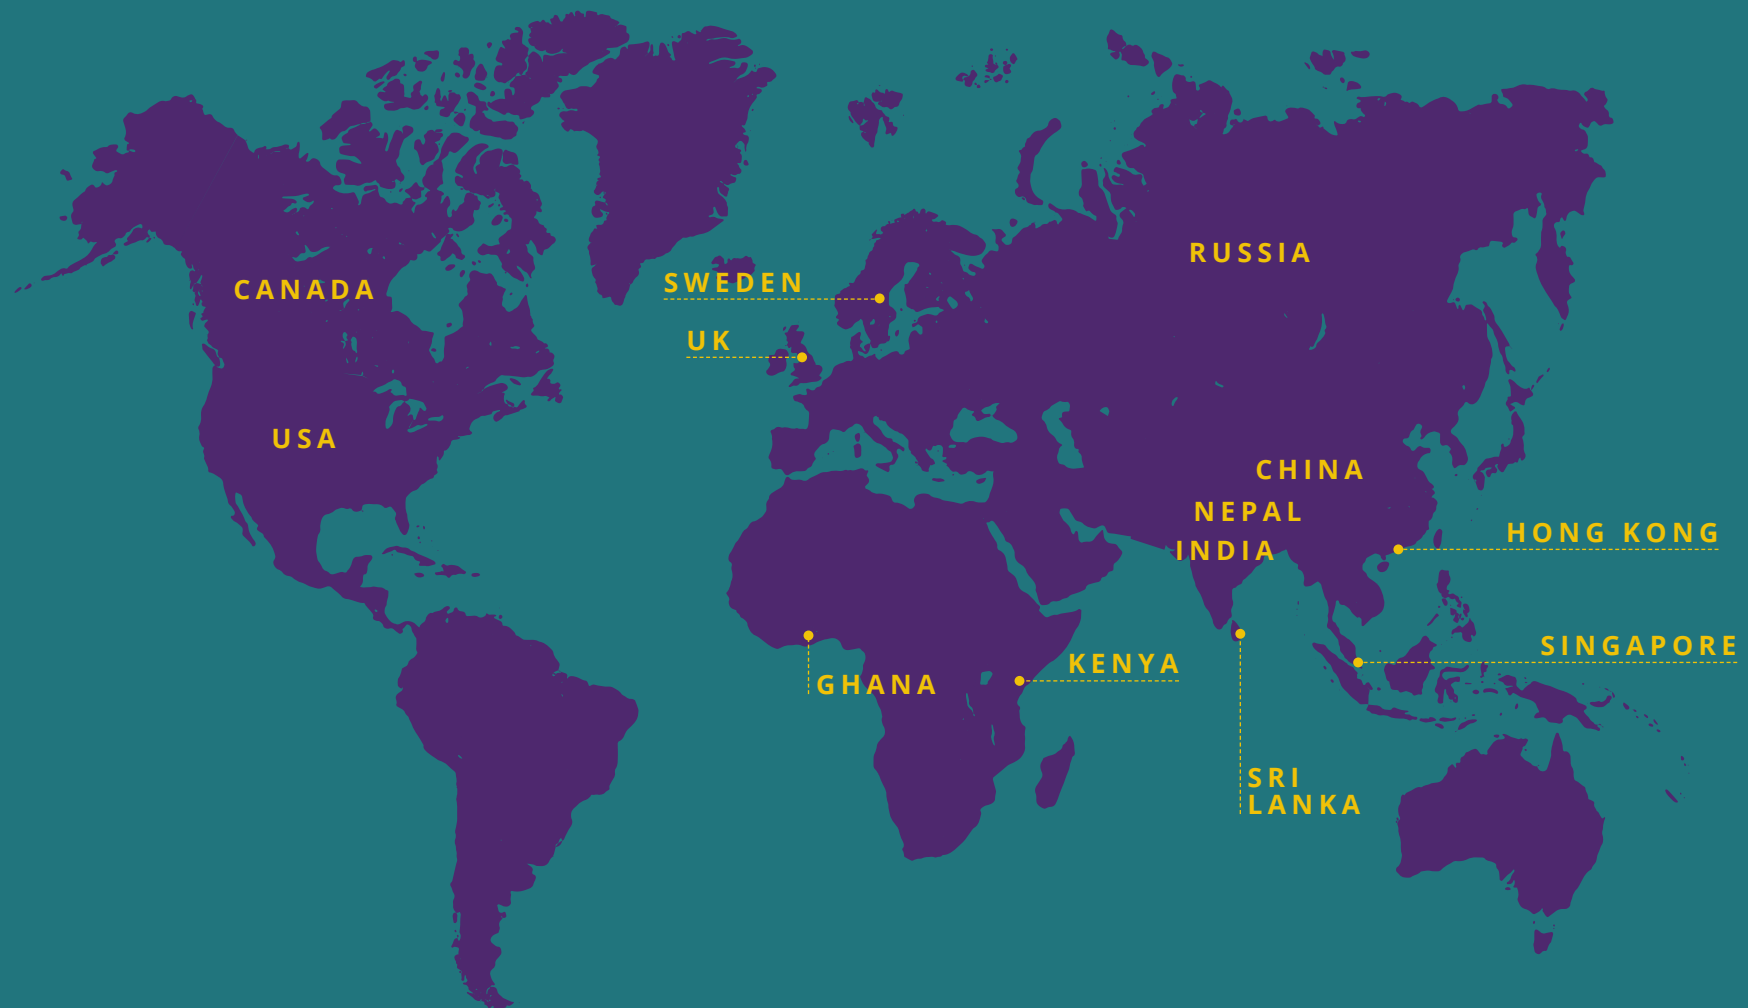 RUSSIA
SWEDEN
CANADA
UK
USA
CHINA
NEPAL
HONG KONG
INDIA
SINGAPORE
KENYA
GHANA
SRI
LANKA